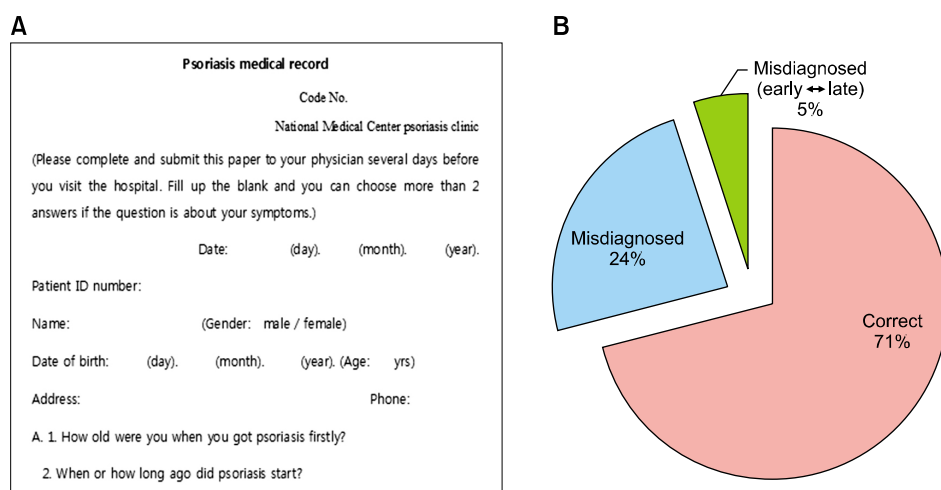 A
Psoriasis medical record
Code No.
National Medical Center psoriasis clinic
(Please complete and submit this paper to your physician several days before
you visit the hospital. Fill up the blank and you can choose more than 2
answers if the question is about your symptoms.)
Date: (day). (month). (year).
Patient ID number:
Name: (Gender: male / female)
Date of birth: (day). (month). (year). (Age: yrs)
Address: Phone:
A. 1. How old were you when you got psoriasis firstly?
2. When or how long ago did psoriasis start?
B
Misdiagnosed
(early ↔ late)
5%
Misdiagnosed
24%
Correct
71%